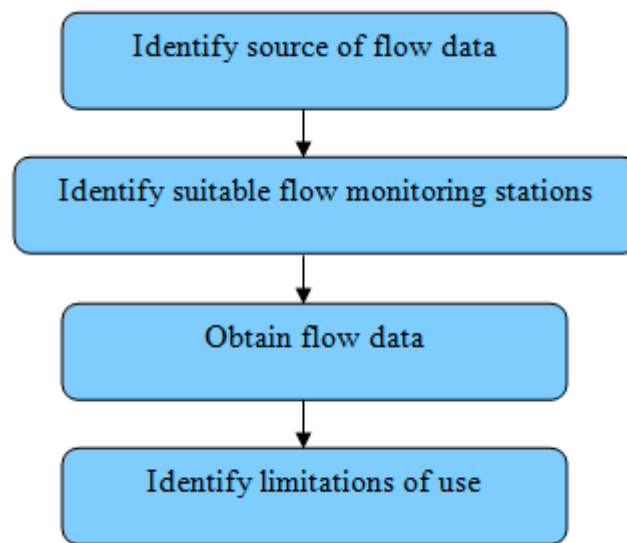 Identify source of flow data
Identify suitable flow monitoring stations
Obtain flow data
Identify limitations of use